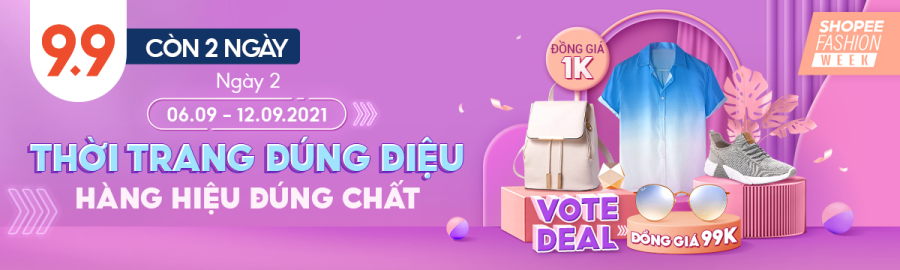 9.9
CÒN 2 NGÀY
Ngày 2
06.09 - 12.09.2021
THỜI TRANG ĐÚNG ĐIỆU
HÀNG HIỆU ĐÚNG CHẤT
ĐỒNG GIÁ
1K
VOTE
DEAL
ĐỒNG GIÁ 99K
SHOPEE
FASHION
WEEK